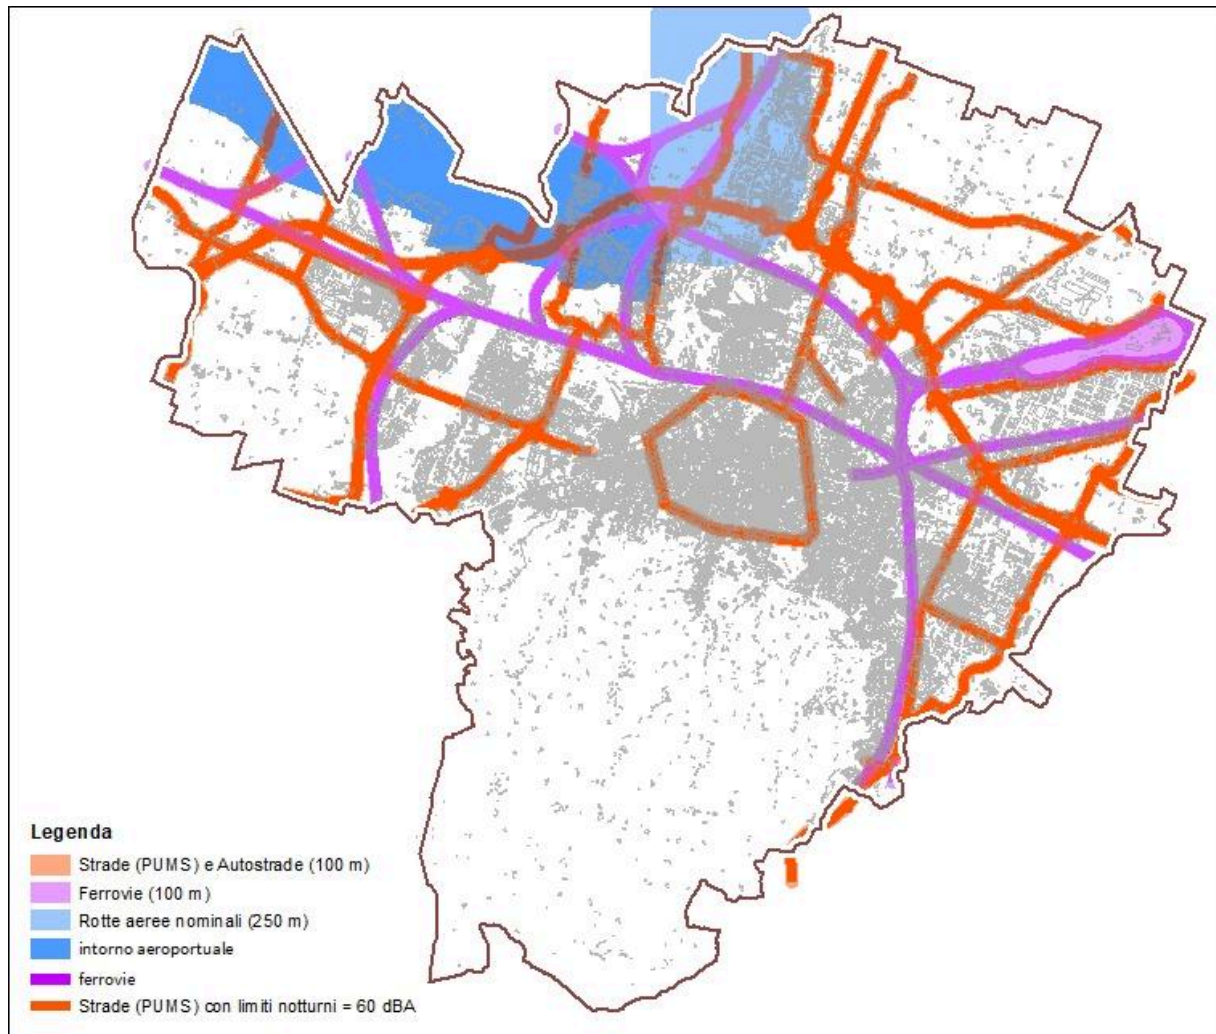 Legenda
Strade (PUMS) e Autostrade (100 m)
Ferrovie (100 m)
Rotte aeree nominali (250 m)
intorno aeroportuale
ferrovie
Strade (PUMS) con limiti notturni = 60 dBA